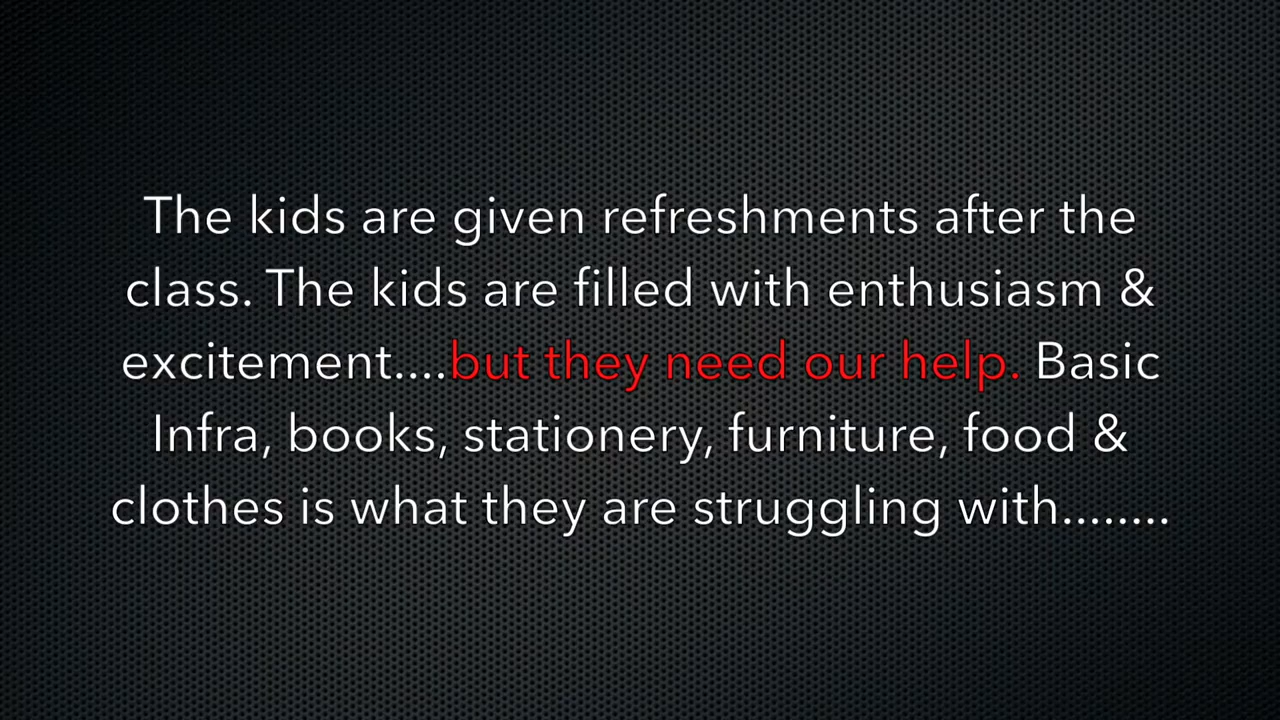 The kids are given refreshments after the
class. The kids are filled with enthusiasm &
excitement....but they need our help. Basic
Infra, books, stationery, furniture, food &
clothes is what they are struggling with........